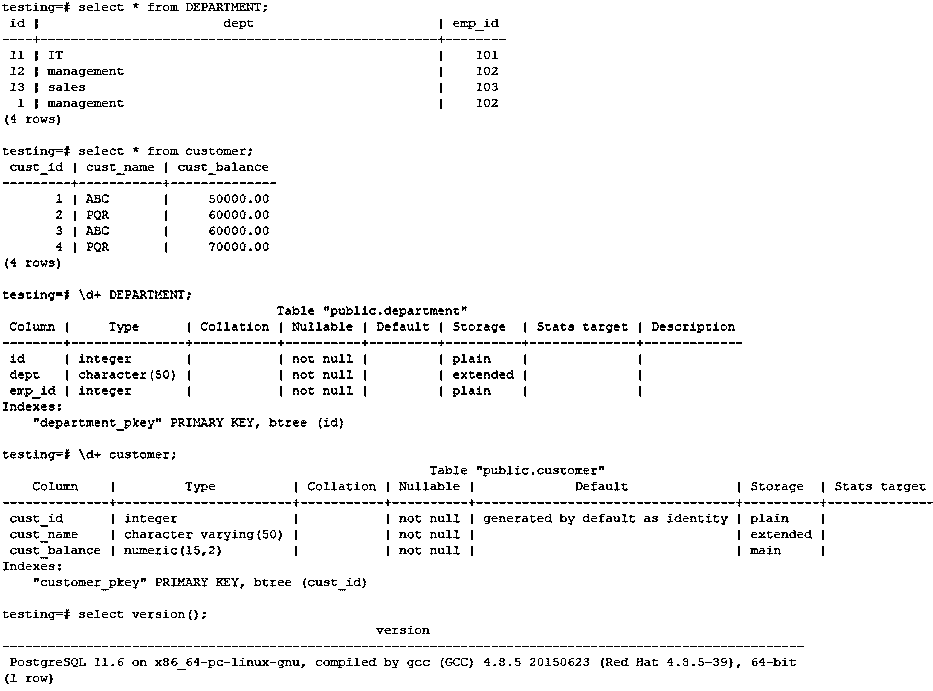 testing=# select * from DEPARTMENT;
 id |                        dept                        | emp_id
----+----------------------------------------------------+--------
 11 | IT                                                 |    101
 12 | management                                         |    102
 13 | sales                                              |    103
  1 | management                                         |    102
(4 rows)
testing=# select * from customer;
 cust_id | cust_name | cust_balance
---------+-----------+--------------
       1 | ABC       |     50000.00
       2 | PQR       |     60000.00
       3 | ABC       |     60000.00
       4 | PQR       |     70000.00
(4 rows)
testing=# \d+ DEPARTMENT;
                                   Table "public.department"
 Column |     Type      | Collation | Nullable | Default | Storage  | Stats target | Description
--------+---------------+-----------+----------+---------+----------+--------------+-------------
 id     | integer       |           | not null |         | plain    |              |
 dept   | character(50) |           | not null |         | extended |              |
 emp_id | integer       |           | not null |         | plain    |              |
Indexes:
    "department_pkey" PRIMARY KEY, btree (id)
testing=# \d+ customer;
                                                       Table "public.customer"
    Column    |         Type          | Collation | Nullable |             Default              | Storage  | Stats target
--------------+-----------------------+-----------+----------+----------------------------------+----------+--------------
 cust_id      | integer               |           | not null | generated by default as identity | plain    |
 cust_name    | character varying(50) |           | not null |                                  | extended |
 cust_balance | numeric(15,2)         |           | not null |                                  | main     |
Indexes:
    "customer_pkey" PRIMARY KEY, btree (cust_id)
testing=# select version();
                                                 version
---------------------------------------------------------------------------------------------------------
 PostgreSQL 11.6 on x86_64-pc-linux-gnu, compiled by gcc (GCC) 4.8.5 20150623 (Red Hat 4.8.5-39), 64-bit
(1 row)